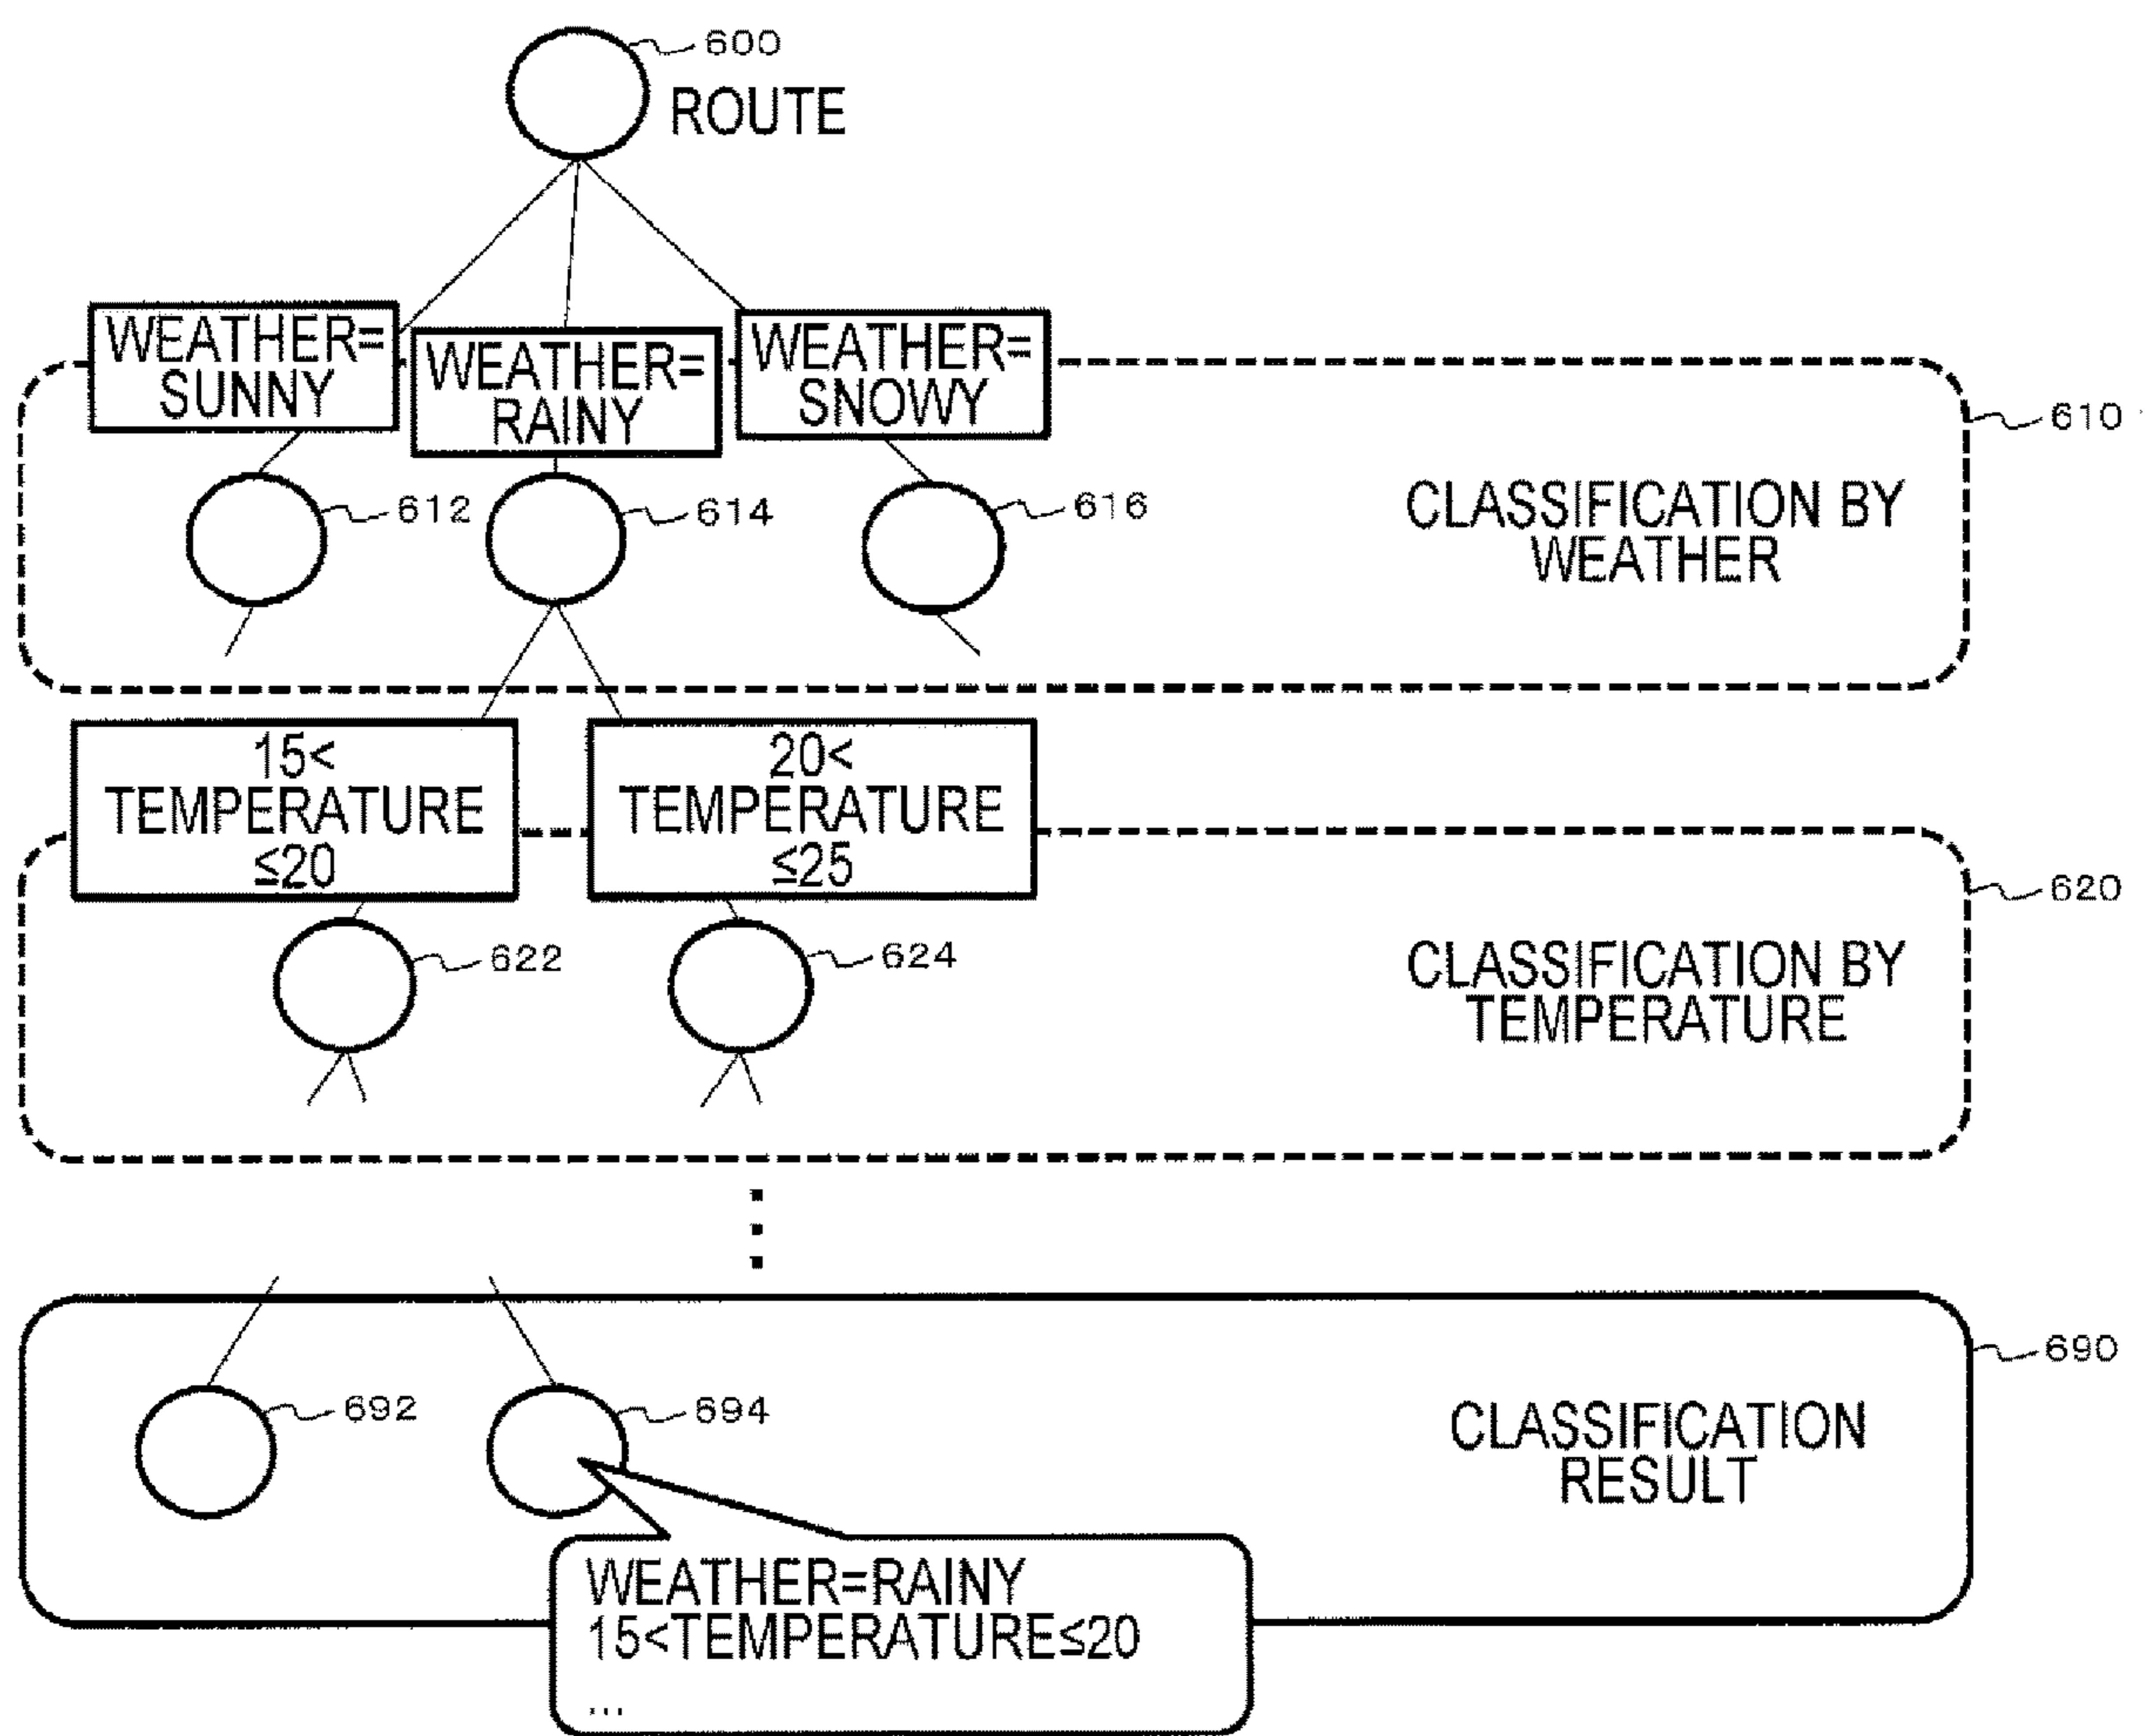 600
ROUTE
WEATHER=
SUNNY
WEATHER=
RAINY
WEATHER=
SNOWY
610
612
614
616
CLASSIFICATION BY
WEATHER
15<
TEMPERATURE
≤20
20<
TEMPERATURE
≤25
620
622
624
CLASSIFICATION BY
TEMPERATURE
690
692
694
CLASSIFICATION
RESULT
WEATHER=RAINY
15<TEMPERATURE≤20
...